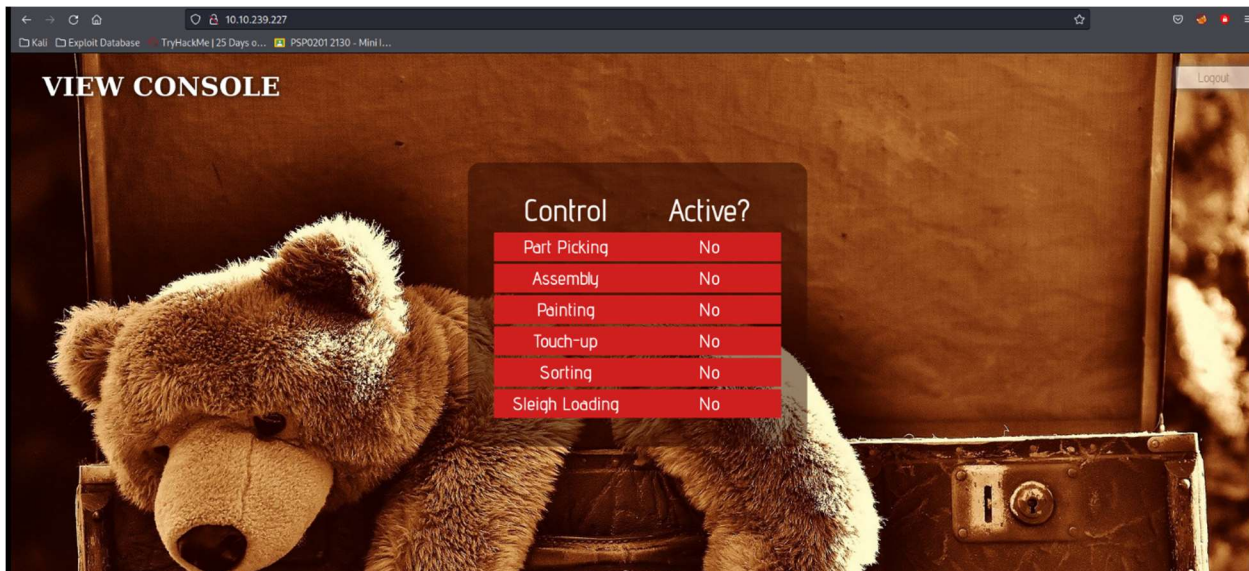 10.10.239.227
Kali Exploit Database TryHackMe | 25 Days o... PSP0201 2130 - Mini I...
VIEW CONSOLE
Logout
Control Active?
Part Picking No
Assembly No
Painting No
Touch-up No
Sorting No
Sleigh Loading No